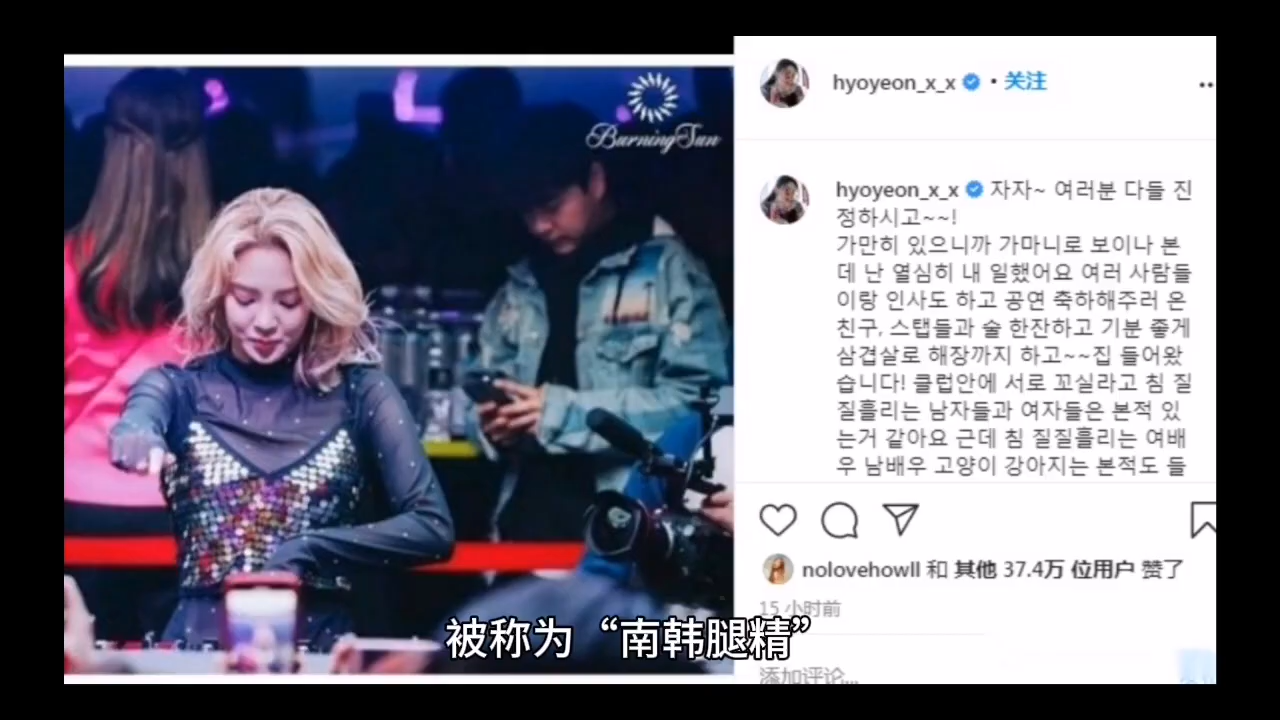 BurningSun
hyoyeon_x_x • 关注
hyoyeon_x_x 자자~ 여러분 다들 진
정하시고~~!
가만히 있으니까 가마니로 보이나 본
데 난 열심히 내 일했어요 여러 사람들
이랑 인사도 하고 공연 축하해주러 온
친구, 스탭들과 술 한잔하고 기분 좋게
삼겹살로 해장까지 하고~~집 들어왔
습니다! 클럽안에 서로 꼬실라고 침 질
질흘리는 남자들과 여자들은 본적 있
는거 같아요 근데 침 질질흘리는 여배
우 남배우 고양이 강아지는 본적도 들
nolovehowll 和 其他 37.4万 位用户 赞了
15 小时前
添加评论...
被称为“南韩腿精”